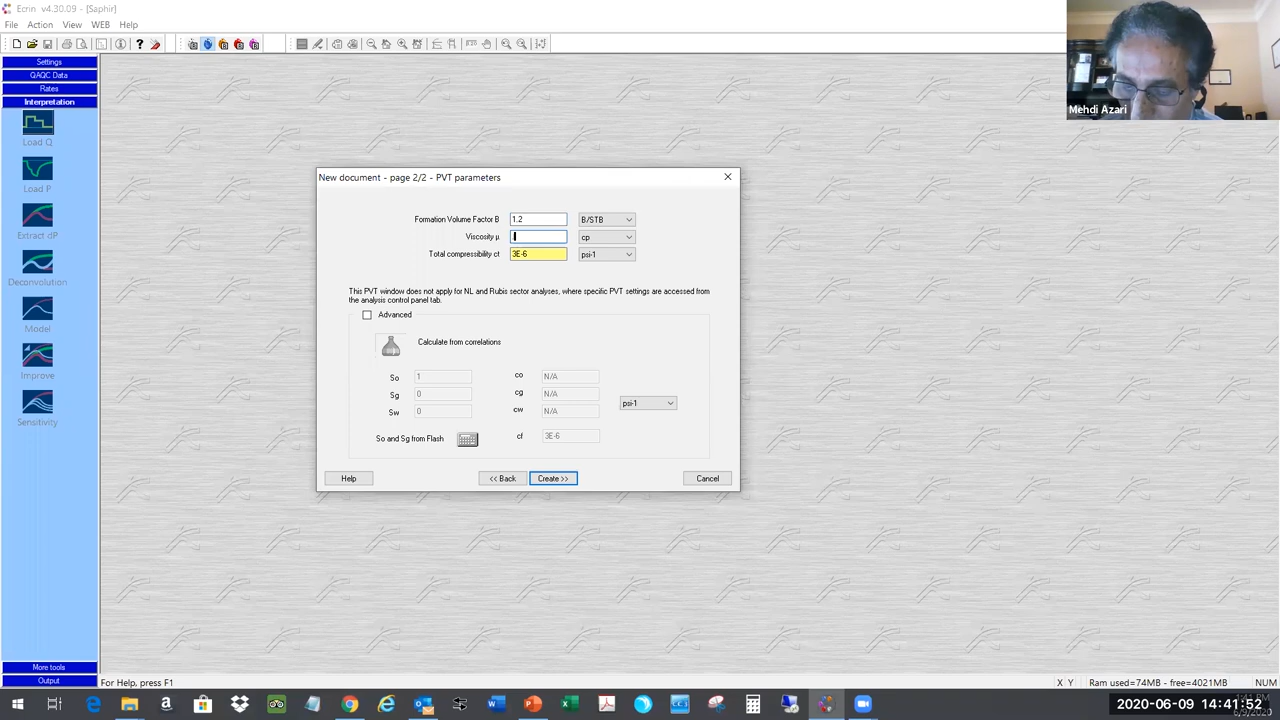 Ecrin v4.30.09 - [Saphir]
File Action View WEB Help
Settings
QAQC Data
Rates
Interpretation
Load Q
Load P
Extract dP
Deconvolution
Model
Improve
Sensitivity
More tools
Output
Mehdi Azari
New document - page 2/2 - PVT parameters
Formation Volume Factor B 1.2 B/STB
Viscosity µ cp
Total compressibility ct 3E-6 psi-1
This PVT window does not apply for NL and Rubis sector analyses, where specific PVT settings are accessed from
the analysis control panel tab.
Advanced
Calculate from correlations
So 1 co N/A
Sg 0 cg N/A
psi-1
Sw 0 cw N/A
So and Sg from Flash cf 3E-6
Help << Back Create >> Cancel
For Help, press F1 X Y Ram used=74MB - free=4021MB NUM
2020-06-09 14:41:52